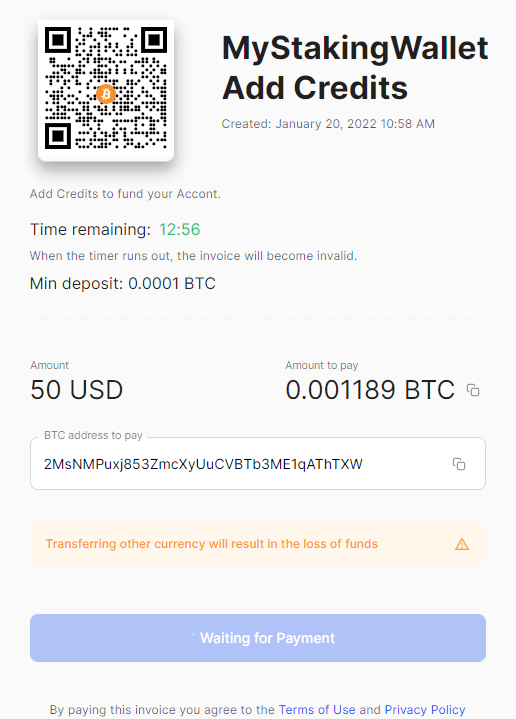 MyStakingWallet
Add Credits
Created: January 20, 2022 10:58 AM
Add Credits to fund your Accont.
Time remaining: 12:56
When the timer runs out, the invoice will become invalid.
Min deposit: 0.0001 BTC
Amount
50 USD
Amount to pay
0.001189 BTC
BTC address to pay
2MsNMPuxj853ZmcXyUuCVBTb3ME1qAThTXW
Transferring other currency will result in the loss of funds
Waiting for Payment
By paying this invoice you agree to the Terms of Use and Privacy Policy